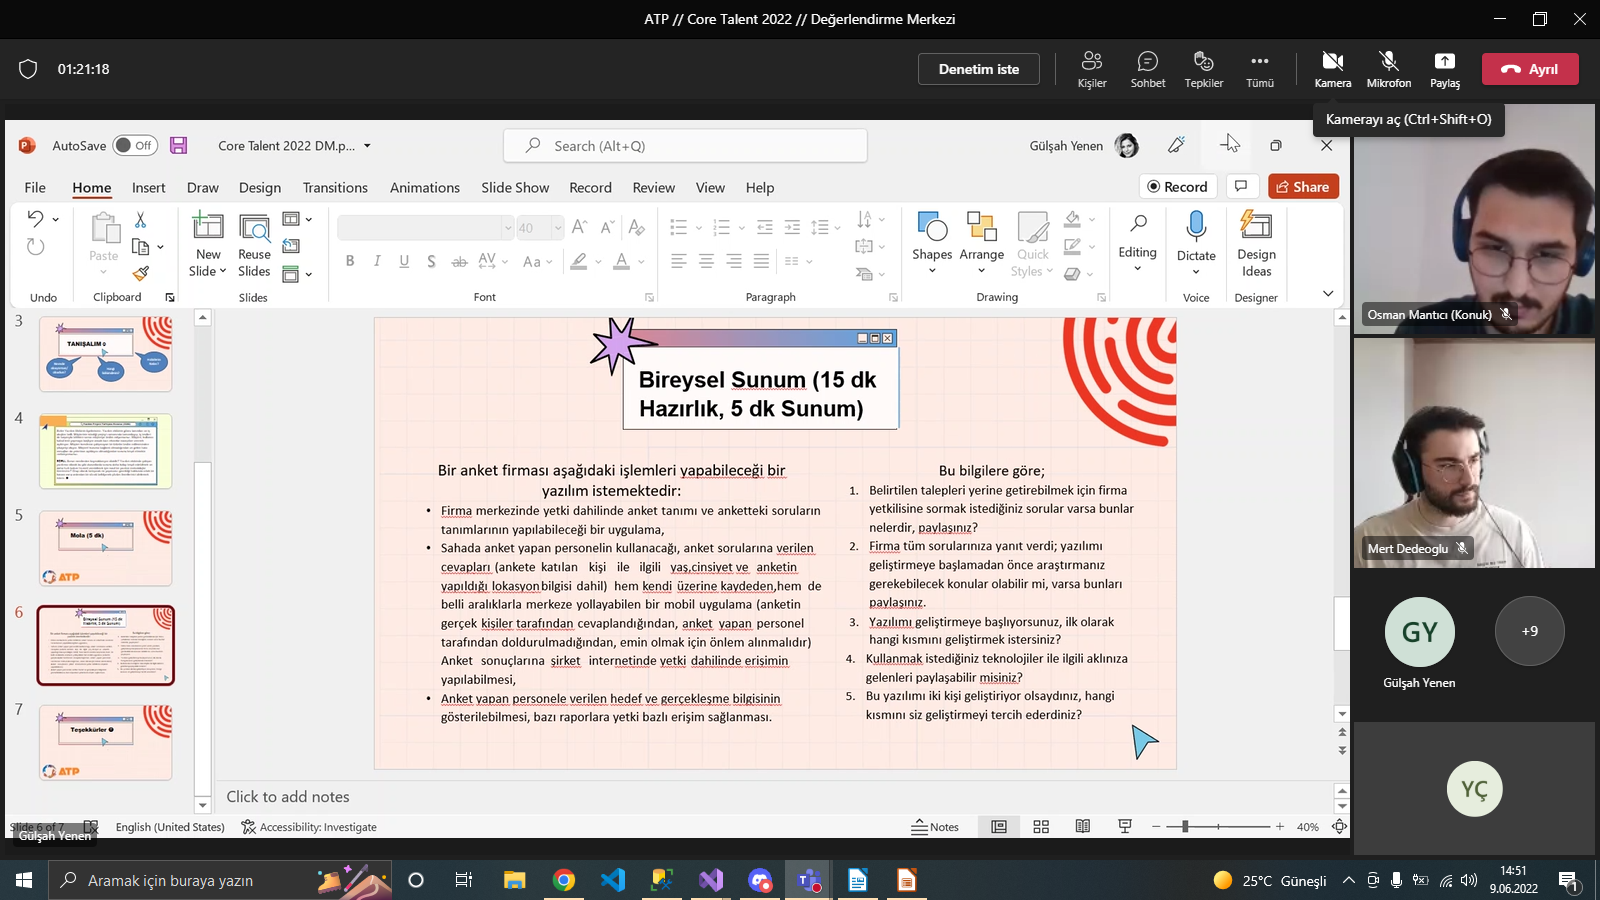 ATP // Core Talent 2022 // Değerlendirme Merkezi
01:21:18
Denetim iste
Kişiler
Sohbet
Tepkiler
Tümü
Kamera
Mikrofon
Paylaş
Ayrıl
Kamerayı aç (Ctrl+Shift+O)
AutoSave
Off
Core Talent 2022 DM.p...
Search (Alt+Q)
Gülşah Yenen
File
Home
Insert
Draw
Design
Transitions
Animations
Slide Show
Record
Review
View
Help
Record
Share
Paste
New
Slide
Reuse
Slides
40
B I U S ab AV Aa A
Shapes
Arrange
Quick
Styles
Editing
Dictate
Design
Ideas
Undo
Clipboard
Slides
Font
Paragraph
Drawing
Voice
Designer
3
TANIŞALIM
4
5
Mola (5 dk)
ATP
6
7
Teşekkürler
ATP
Bireysel Sunum (15 dk
Hazırlık, 5 dk Sunum)
Bir anket firması aşağıdaki işlemleri yapabileceği bir
yazılım istemektedir:
• Firma merkezinde yetki dahilinde anket tanımı ve anketteki soruların
tanımlarının yapılabileceği bir uygulama,
• Sahada anket yapan personelin kullanacağı, anket sorularına verilen
cevapları (ankete katılan kişi ile ilgili yaş,cinsiyet ve anketin
yapıldığı lokasyon bilgisi dahil) hem kendi üzerine kaydeden,hem de
belli aralıklarla merkeze yollayabilen bir mobil uygulama (anketin
gerçek kişiler tarafından cevaplandığından, anket yapan personel
tarafından doldurulmadığından, emin olmak için önlem alınmalıdır)
Anket sonuçlarına şirket internetinde yetki dahilinde erişimin
yapılabilmesi,
• Anket yapan personele verilen hedef ve gerçekleşme bilgisinin
gösterilebilmesi, bazı raporlara yetki bazlı erişim sağlanması.
Bu bilgilere göre;
1. Belirtilen talepleri yerine getirebilmek için firma
yetkilisine sormak istediğiniz sorular varsa bunlar
nelerdir, paylaşınız?
2. Firma tüm sorularınıza yanıt verdi; yazılımı
geliştirmeye başlamadan önce araştırmanız
gerekebilecek konular olabilir mi, varsa bunları
paylaşınız.
3. Yazılımı geliştirmeye başlıyorsunuz, ilk olarak
hangi kısmını geliştirmek istersiniz?
4. Kullanmak istediğiniz teknolojiler ile ilgili aklınıza
gelenleri paylaşabilir misiniz?
5. Bu yazılımı iki kişi geliştiriyor olsaydınız, hangi
kısmını siz geliştirmeyi tercih ederdiniz?
Click to add notes
Slide 6 of 7
English (United States)
Accessibility: Investigate
Notes
40%
Gülşah Yenen
Osman Mantıcı (Konuk)
Mert Dedeoglu
GY
Gülşah Yenen
+9
YÇ
Aramak için buraya yazın
25°C Güneşli
14:51
9.06.2022
1